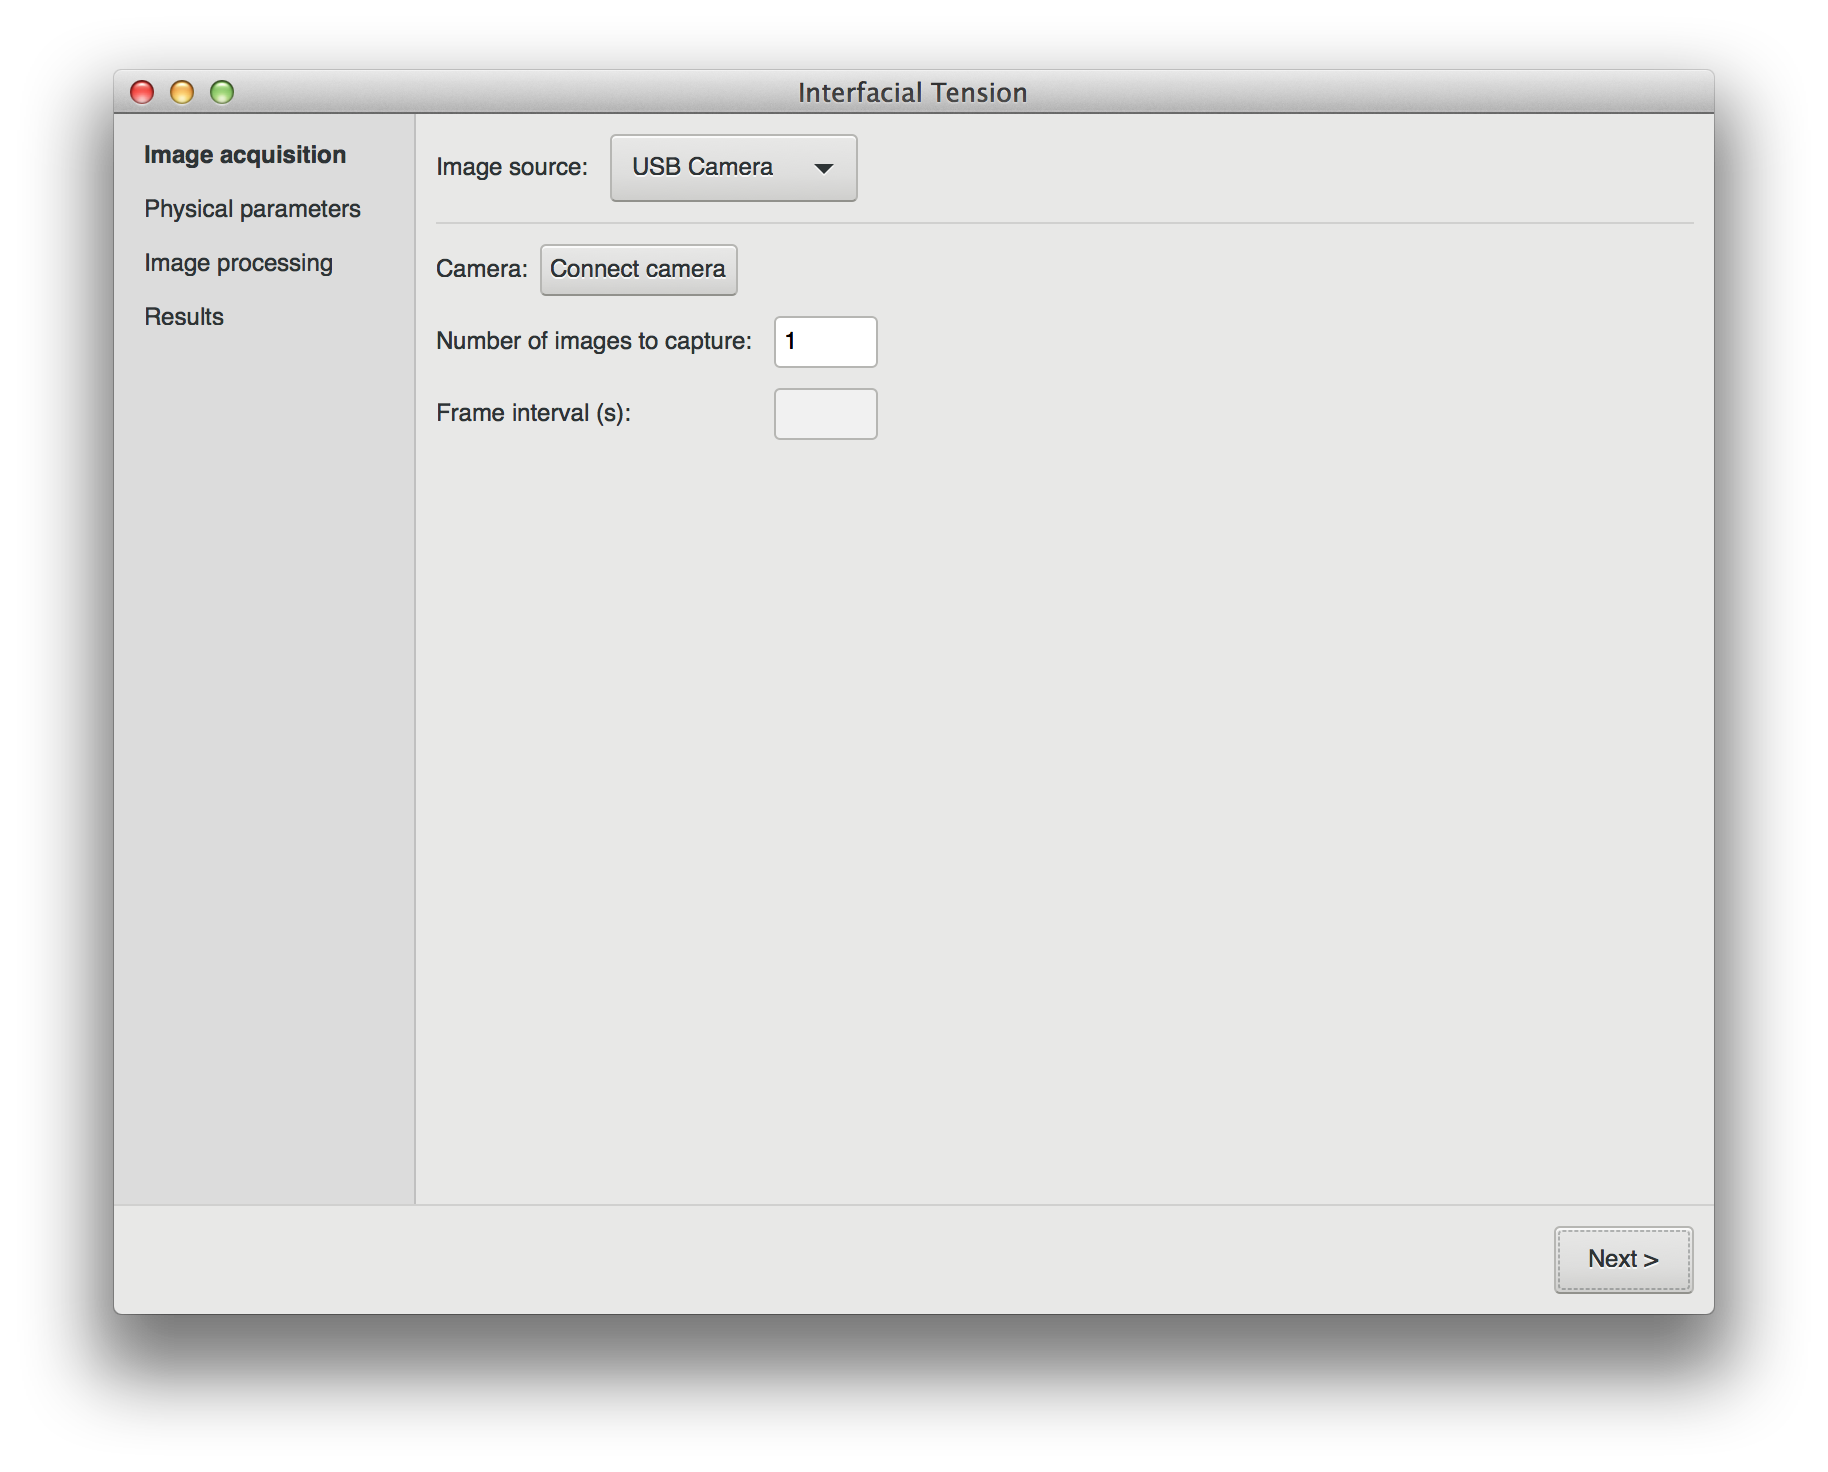 Interfacial Tension
Image acquisition
Physical parameters
Image processing
Results
Image source: USB Camera
Camera: Connect camera
Number of images to capture: 1
Frame interval (s):
Next >